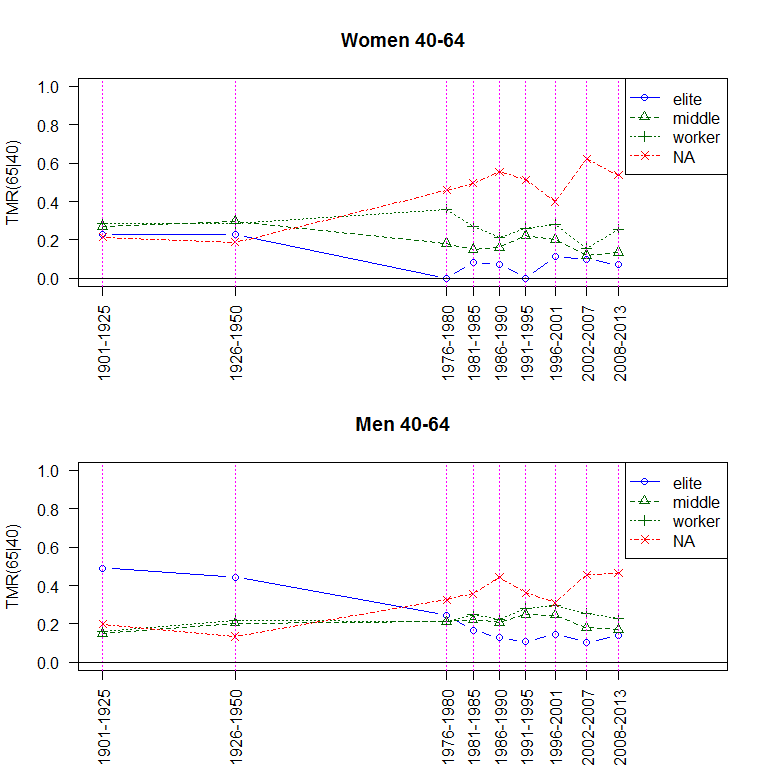 Women 40-64
1.0
0.8
0.6
0.4
0.2
0.0
TMR(65|40)
elite
middle
worker
NA
1901-1925
1926-1950
1976-1980
1981-1985
1986-1990
1991-1995
1996-2001
2002-2007
2008-2013
Men 40-64
1.0
0.8
0.6
0.4
0.2
0.0
TMR(65|40)
elite
middle
worker
NA
1901-1925
1926-1950
1976-1980
1981-1985
1986-1990
1991-1995
1996-2001
2002-2007
2008-2013